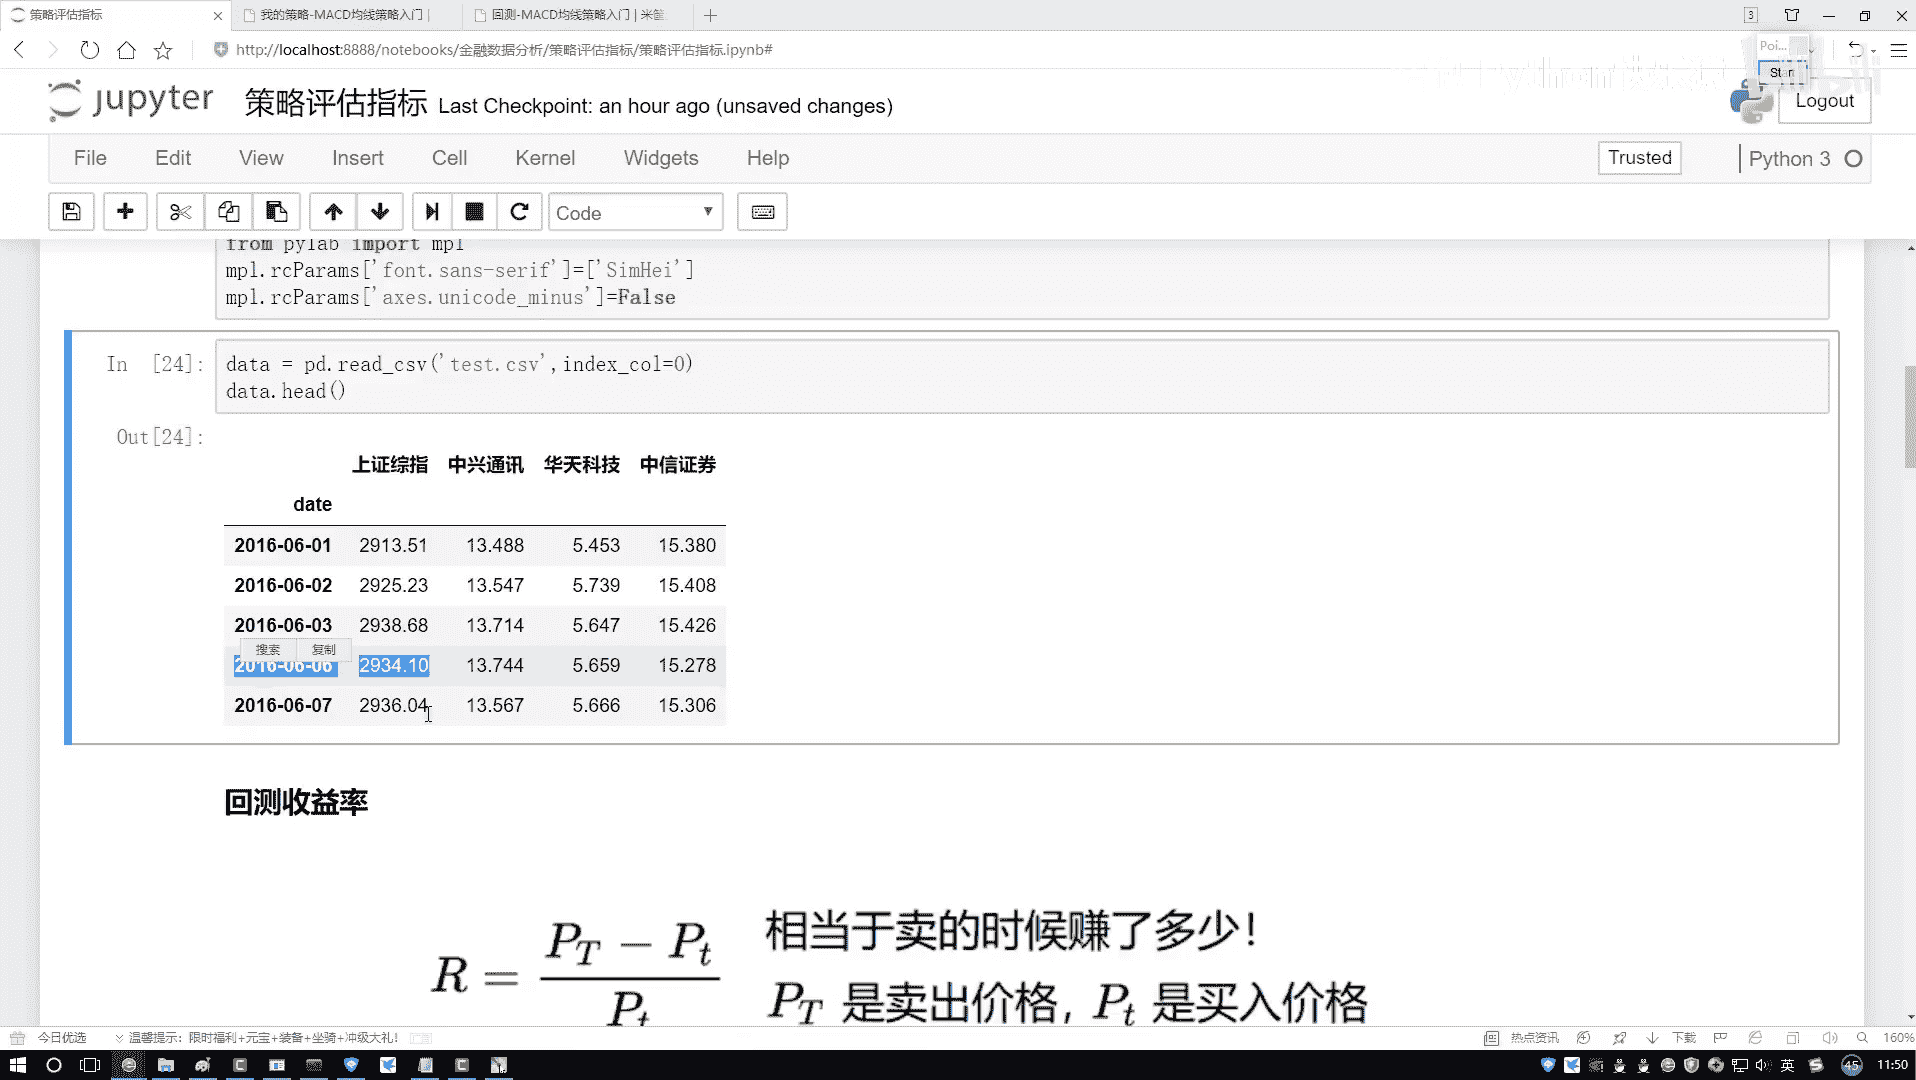 策略评估指标
我的策略-MACD均线策略入门 |
回测-MACD均线策略入门 | 米筐
3
http://localhost:8888/notebooks/金融数据分析/策略评估指标/策略评估指标.ipynb#
Poi...
Start
jupyter 策略评估指标 Last Checkpoint: an hour ago (unsaved changes)
Logout
File Edit View Insert Cell Kernel Widgets Help
Trusted
Python 3
Code
from pylab import mpl
mpl.rcParams['font.sans-serif']=['SimHei']
mpl.rcParams['axes.unicode_minus']=False
In [24]:
data = pd.read_csv('test.csv',index_col=0)
data.head()
Out[24]:
上证综指 中兴通讯 华天科技 中信证券
date
2016-06-01 2913.51 13.488 5.453 15.380
2016-06-02 2925.23 13.547 5.739 15.408
2016-06-03 2938.68 13.714 5.647 15.426
搜索 复制
2016-06-06 2934.10 13.744 5.659 15.278
2016-06-07 2936.04 13.567 5.666 15.306
回测收益率
R = (P_T − P_t) / P_t
相当于卖的时候赚了多少！
P_T 是卖出价格，P_t 是买入价格
今日优选
温馨提示：限时福利+元宝+装备+坐骑+冲级大礼！
热点资讯
下载
160%
英
45
11:50